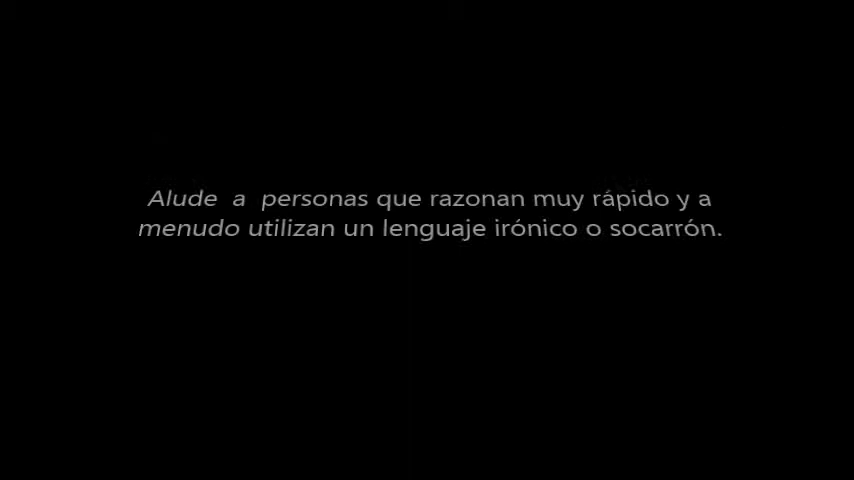 Alude a personas que razonan muy rápido y a
menudo utilizan un lenguaje irónico o socarrón.